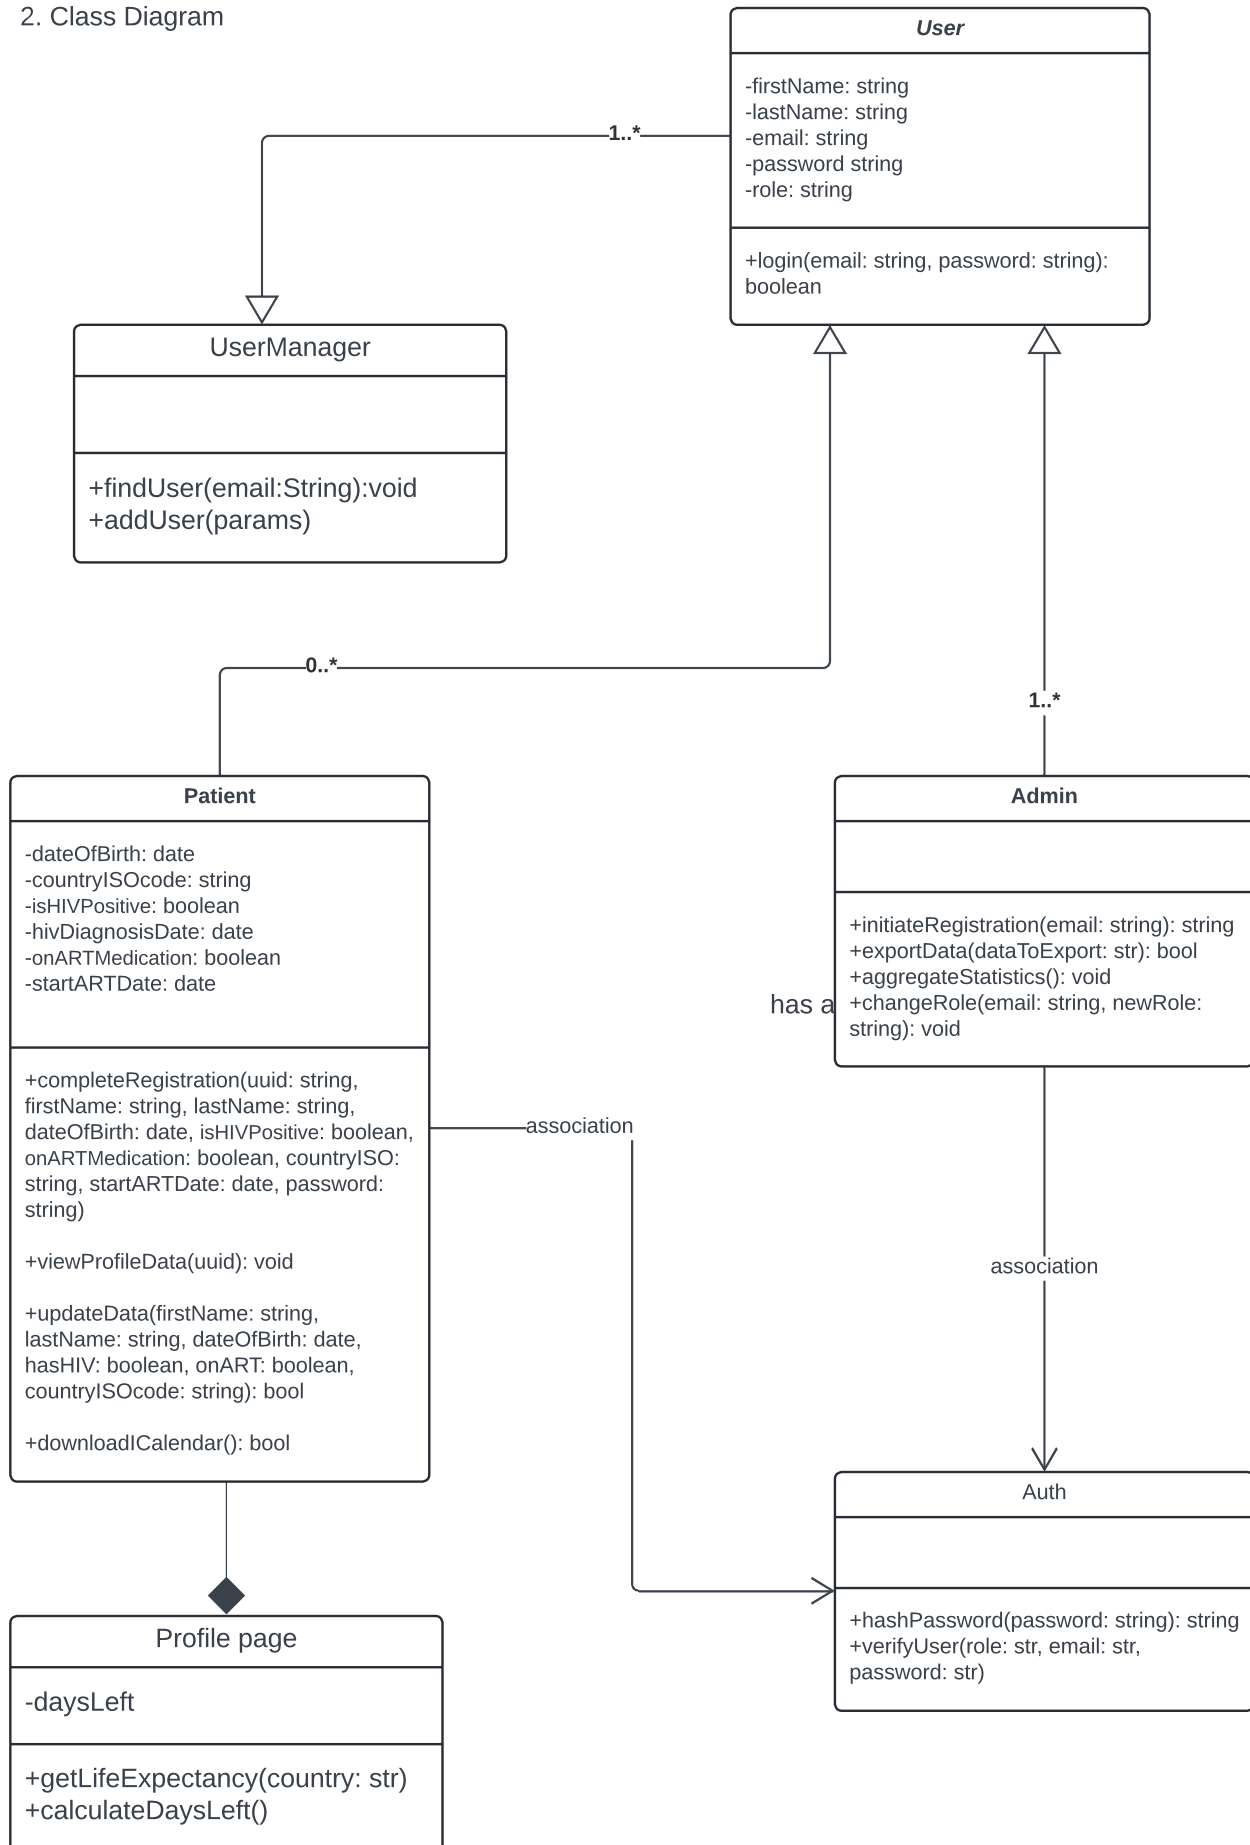 2. Class Diagram
User
-firstName: string
-lastName: string
-email: string
-password string
-role: string
+login(email: string, password: string):
boolean
1..*
UserManager
+findUser(email:String):void
+addUser(params)
0..*
1..*
Patient
-dateOfBirth: date
-countryISOcode: string
-isHIVPositive: boolean
-hivDiagnosisDate: date
-onARTMedication: boolean
-startARTDate: date
+completeRegistration(uuid: string,
firstName: string, lastName: string,
dateOfBirth: date, isHIVPositive: boolean,
onARTMedication: boolean, countryISO:
string, startARTDate: date, password:
string)
+viewProfileData(uuid): void
+updateData(firstName: string,
lastName: string, dateOfBirth: date,
hasHIV: boolean, onART: boolean,
countryISOcode: string): bool
+downloadICalendar(): bool
Admin
+initiateRegistration(email: string): string
+exportData(dataToExport: str): bool
+aggregateStatistics(): void
+changeRole(email: string, newRole:
string): void
has a
association
association
Auth
+hashPassword(password: string): string
+verifyUser(role: str, email: str,
password: str)
Profile page
-daysLeft
+getLifeExpectancy(country: str)
+calculateDaysLeft()